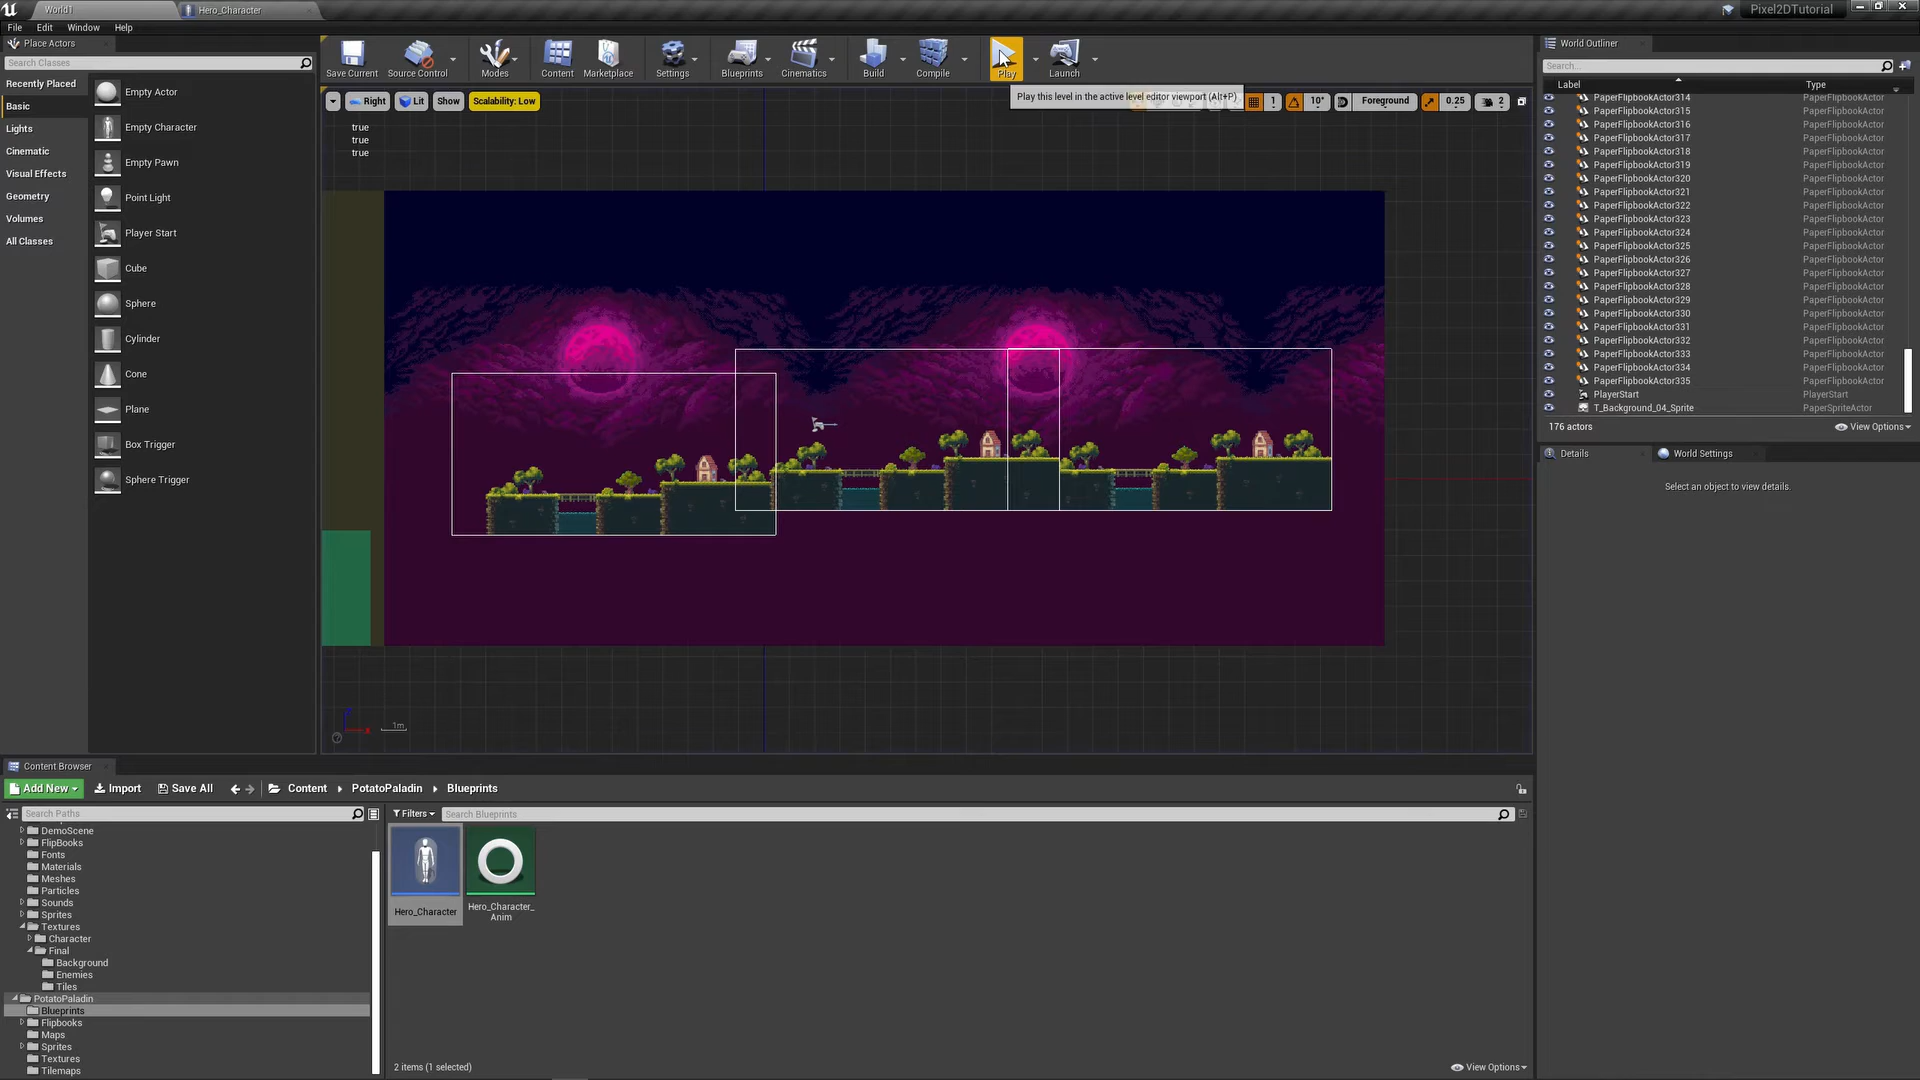 World1
Hero_Character
Pixel2DTutorial
File Edit Window Help
Place Actors
Search Classes
Recently Placed
Basic
Lights
Cinematic
Visual Effects
Geometry
Volumes
All Classes
Empty Actor
Empty Character
Empty Pawn
Point Light
Player Start
Cube
Sphere
Cylinder
Cone
Plane
Box Trigger
Sphere Trigger
Save Current Source Control Modes Content Marketplace Settings Blueprints Cinematics Build Compile Play Launch
Play this level in the active level editor viewport (Alt+P)
Right Lit Show Scalability: Low 1 10° Foreground 0.25 2
true
true
true
1m
World Outliner
Search...
Label Type
PaperFlipbookActor314 PaperFlipbookActor
PaperFlipbookActor315 PaperFlipbookActor
PaperFlipbookActor316 PaperFlipbookActor
PaperFlipbookActor317 PaperFlipbookActor
PaperFlipbookActor318 PaperFlipbookActor
PaperFlipbookActor319 PaperFlipbookActor
PaperFlipbookActor320 PaperFlipbookActor
PaperFlipbookActor321 PaperFlipbookActor
PaperFlipbookActor322 PaperFlipbookActor
PaperFlipbookActor323 PaperFlipbookActor
PaperFlipbookActor324 PaperFlipbookActor
PaperFlipbookActor325 PaperFlipbookActor
PaperFlipbookActor326 PaperFlipbookActor
PaperFlipbookActor327 PaperFlipbookActor
PaperFlipbookActor328 PaperFlipbookActor
PaperFlipbookActor329 PaperFlipbookActor
PaperFlipbookActor330 PaperFlipbookActor
PaperFlipbookActor331 PaperFlipbookActor
PaperFlipbookActor332 PaperFlipbookActor
PaperFlipbookActor333 PaperFlipbookActor
PaperFlipbookActor334 PaperFlipbookActor
PaperFlipbookActor335 PaperFlipbookActor
PlayerStart PlayerStart
T_Background_04_Sprite PaperSpriteActor
176 actors View Options
Details World Settings
Select an object to view details.
Content Browser
Add New Import Save All Content PotatoPaladin Blueprints
Search Paths
Filters Search Blueprints
DemoScene
FlipBooks
Fonts
Materials
Meshes
Particles
Sounds
Sprites
Textures
Character
Final
Background
Enemies
Tiles
PotatoPaladin
Blueprints
Flipbooks
Maps
Sprites
Textures
Tilemaps
Hero_Character
Hero_Character_
Anim
2 items (1 selected) View Options